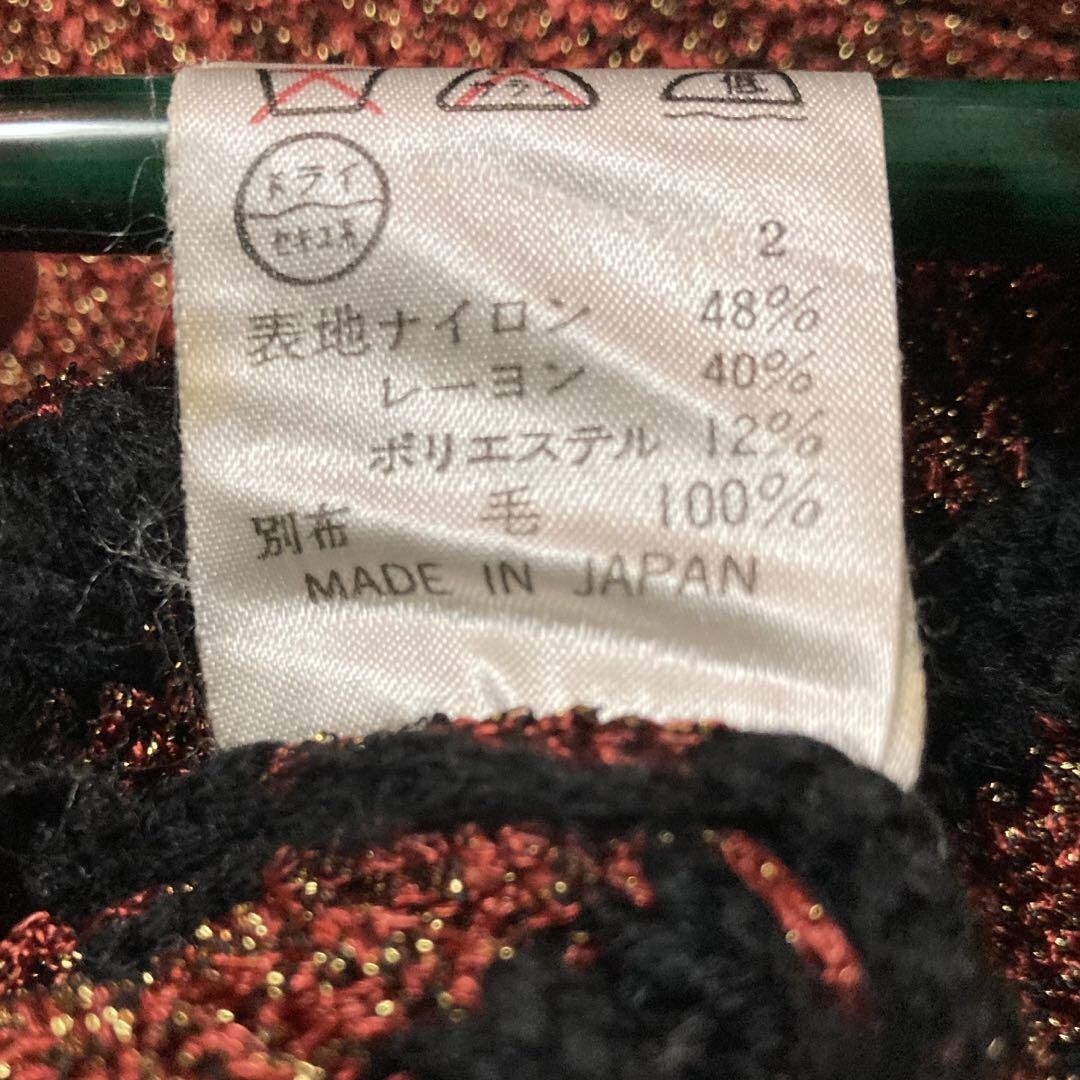 低
ドライ
セキユ系
2
表地 ナイロン 48%
レーヨン 40%
ポリエステル 12%
別布 毛 100%
MADE IN JAPAN